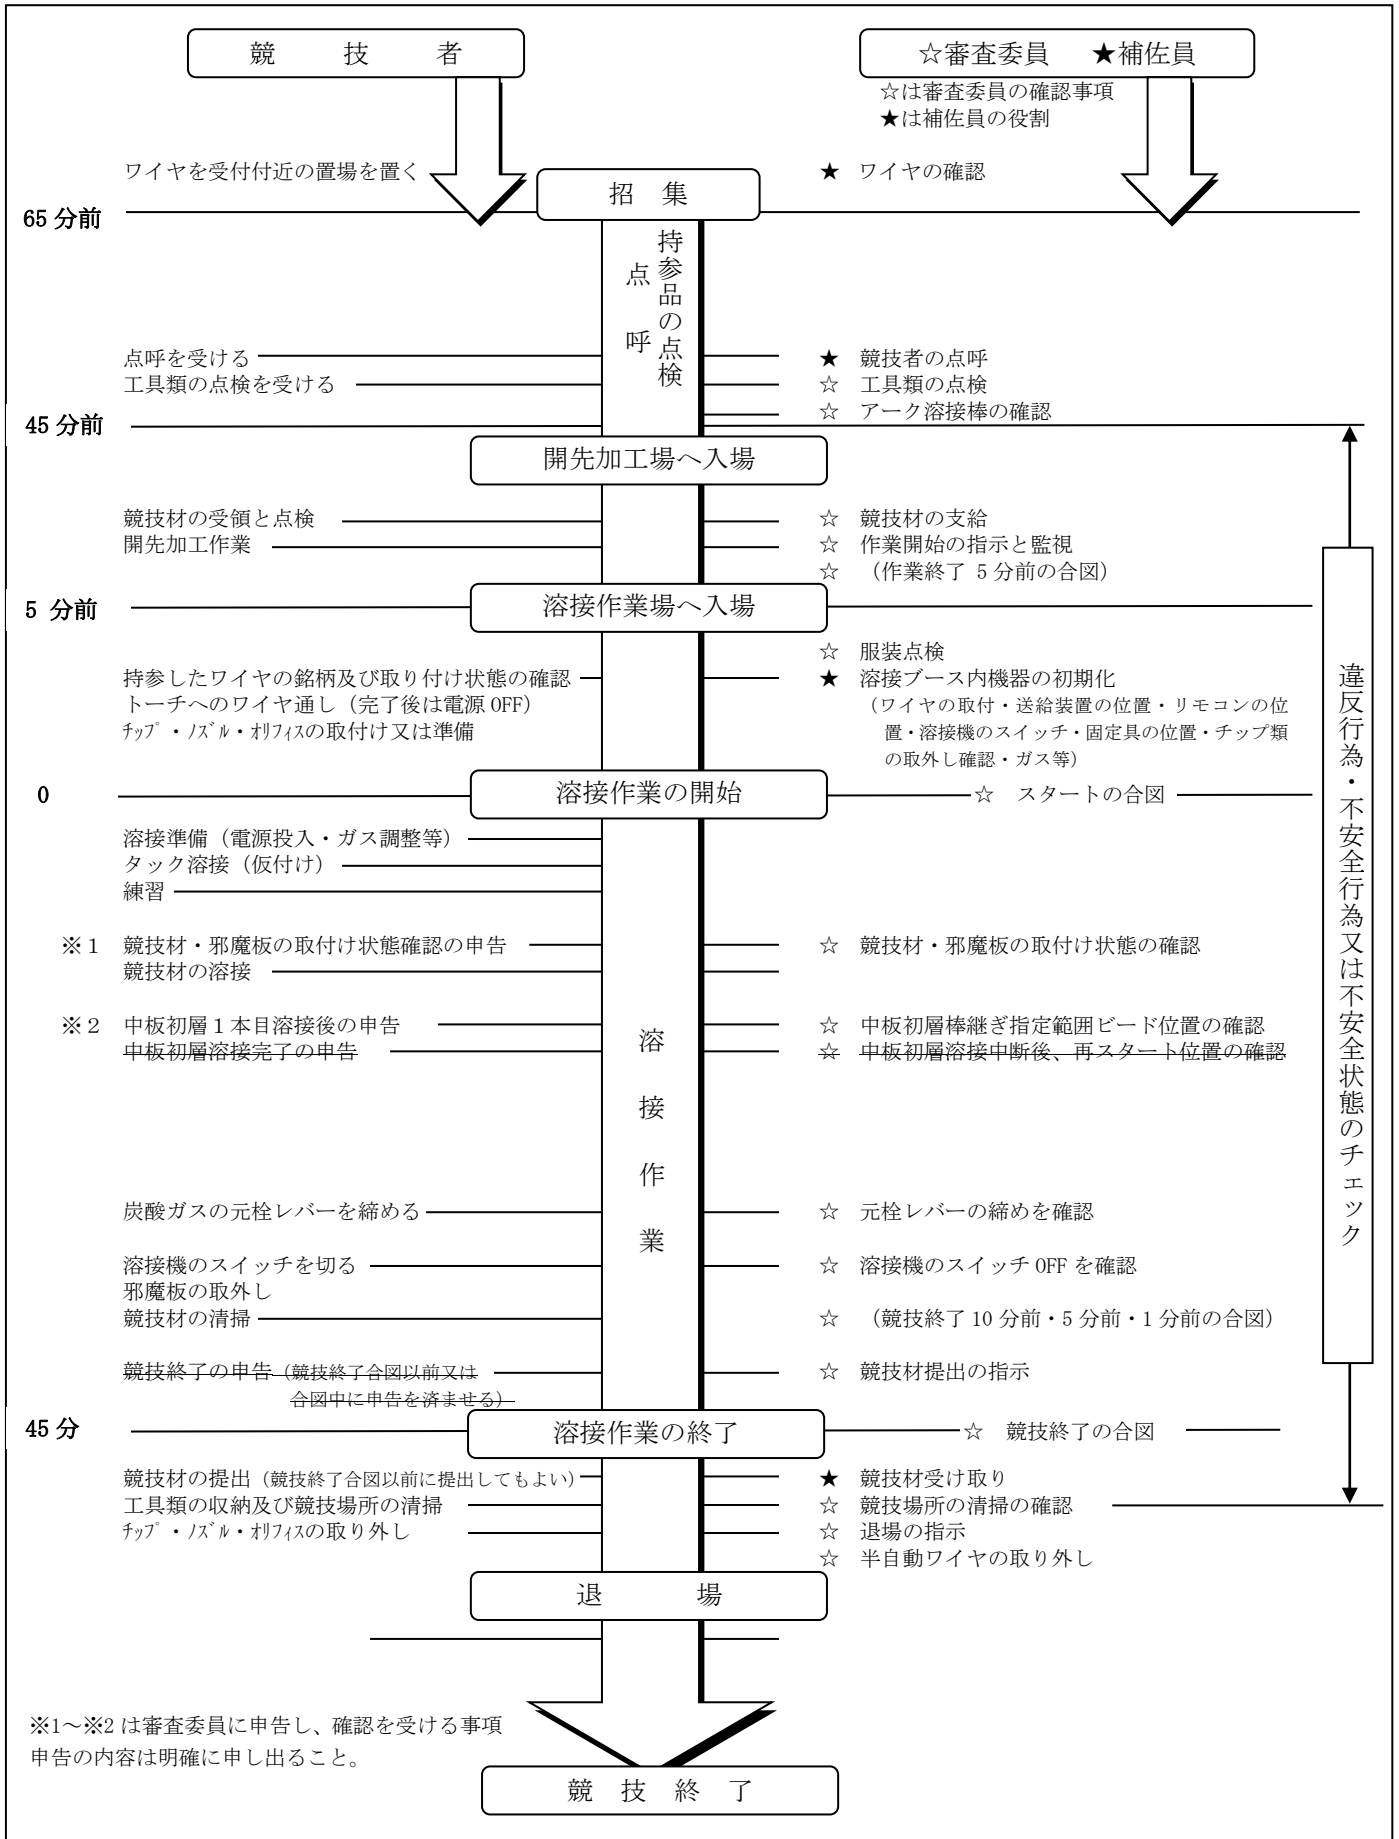 競　技　者
☆審査委員　★補佐員
☆は審査委員の確認事項
★は補佐員の役割
ワイヤを受付付近の置場を置く
★ ワイヤの確認
招　集
65 分前
持参品の点検
点　呼
点呼を受ける
★ 競技者の点呼
工具類の点検を受ける
☆ 工具類の点検
☆ アーク溶接棒の確認
45 分前
開先加工場へ入場
競技材の受領と点検
☆ 競技材の支給
開先加工作業
☆ 作業開始の指示と監視
☆ （作業終了 5 分前の合図）
5 分前
溶接作業場へ入場
☆ 服装点検
持参したワイヤの銘柄及び取り付け状態の確認
★ 溶接ブース内機器の初期化
トーチへのワイヤ通し（完了後は電源 OFF）
（ワイヤの取付・送給装置の位置・リモコンの位
ﾁｯﾌﾟ・ﾉｽﾞﾙ・ｵﾘﾌｨｽの取付け又は準備
置・溶接機のスイッチ・固定具の位置・チップ類
の取外し確認・ガス等）
違反行為・不安全行為又は不安全状態のチェック
0
溶接作業の開始
☆ スタートの合図
溶接準備（電源投入・ガス調整等）
タック溶接（仮付け）
練習
※１ 競技材・邪魔板の取付け状態確認の申告
☆ 競技材・邪魔板の取付け状態の確認
競技材の溶接
※２ 中板初層１本目溶接後の申告
☆ 中板初層棒継ぎ指定範囲ビード位置の確認
中板初層溶接完了の申告
☆ 中板初層溶接中断後、再スタート位置の確認
溶接作業
炭酸ガスの元栓レバーを締める
☆ 元栓レバーの締めを確認
溶接機のスイッチを切る
☆ 溶接機のスイッチ OFF を確認
邪魔板の取外し
競技材の清掃
☆ （競技終了 10 分前・5 分前・1 分前の合図）
競技終了の申告（競技終了合図以前又は
☆ 競技材提出の指示
合図中に申告を済ませる）
45 分
溶接作業の終了
☆ 競技終了の合図
競技材の提出（競技終了合図以前に提出してもよい）
★ 競技材受け取り
工具類の収納及び競技場所の清掃
☆ 競技場所の清掃の確認
ﾁｯﾌﾟ・ﾉｽﾞﾙ・ｵﾘﾌｨｽの取り外し
☆ 退場の指示
☆ 半自動ワイヤの取り外し
退　場
※1～※2 は審査委員に申告し、確認を受ける事項
申告の内容は明確に申し出ること。
競 技 終 了